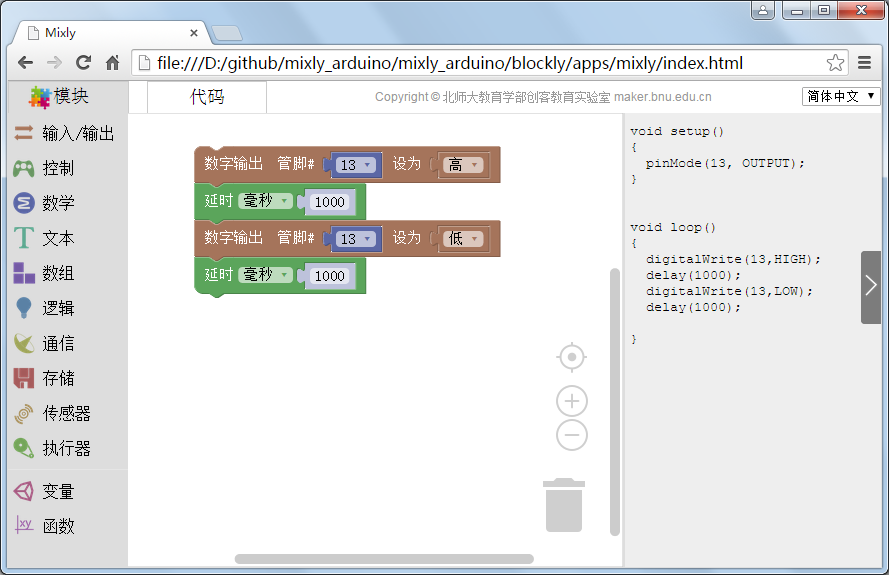 Mixly
file:///D:/github/mixly_arduino/mixly_arduino/blockly/apps/mixly/index.html
模块
代码
Copyright © 北师大教育学部创客教育实验室 maker.bnu.edu.cn
简体中文
输入/输出
控制
数学
文本
数组
逻辑
通信
存储
传感器
执行器
变量
xy
函数
数字输出 管脚# 13 设为 高
延时 毫秒 1000
数字输出 管脚# 13 设为 低
延时 毫秒 1000
void setup()
{
pinMode(13, OUTPUT);
}
void loop()
{
digitalWrite(13,HIGH);
delay(1000);
digitalWrite(13,LOW);
delay(1000);
}